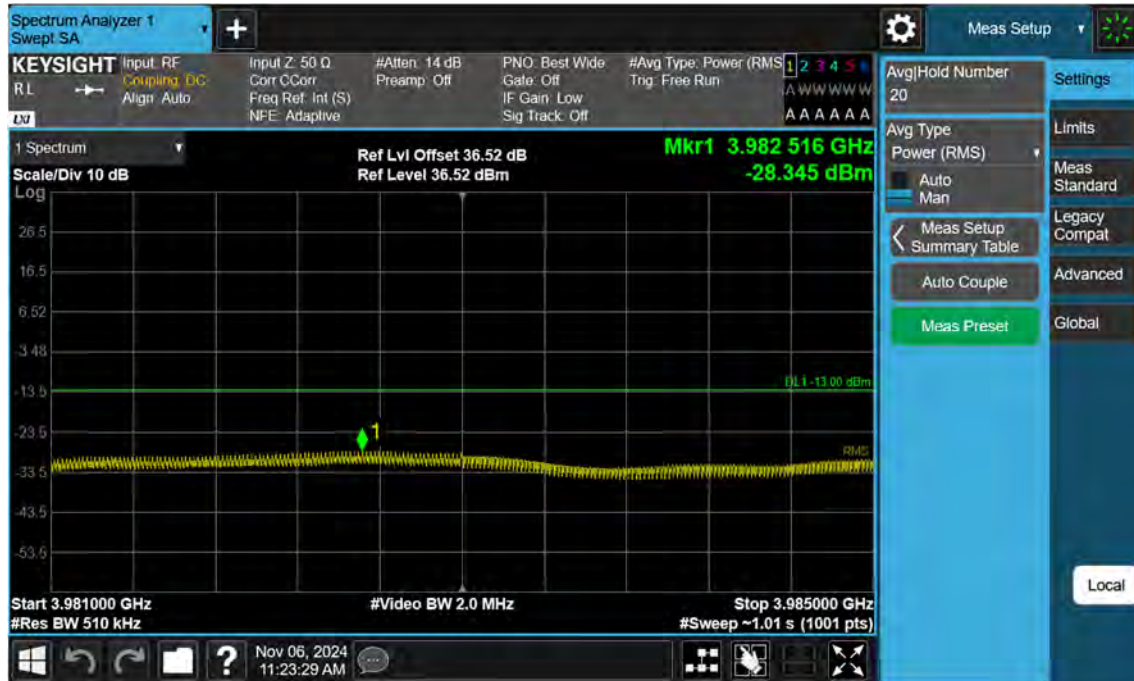 Spectrum Analyzer 1
Swept SA
+
Meas Setup
KEYSIGHT
RL
LXI
Input: RF
Coupling: DC
Align: Auto
Input Z: 50 Ω
Corr CCorr
Freq Ref: Int (S)
NFE: Adaptive
#Atten: 14 dB
Preamp: Off
PNO: Best Wide
Gate: Off
IF Gain: Low
Sig Track: Off
#Avg Type: Power (RMS
Trig: Free Run
1 2 3 4 5 6
A W W W W W
A A A A A A
1 Spectrum
Scale/Div 10 dB
Log
Ref Lvl Offset 36.52 dB
Ref Level 36.52 dBm
Mkr1 3.982 516 GHz
-28.345 dBm
26.5
16.5
6.52
-3.48
-13.5
-23.5
-33.5
-43.5
-53.5
DL1 -13.00 dBm
1
RMS
Start 3.981000 GHz
#Res BW 510 kHz
#Video BW 2.0 MHz
Stop 3.985000 GHz
#Sweep ~1.01 s (1001 pts)
Avg|Hold Number
20
Avg Type
Power (RMS)
Auto
Man
Meas Setup
Summary Table
Auto Couple
Meas Preset
Settings
Limits
Meas
Standard
Legacy
Compat
Advanced
Global
Local
?
Nov 06, 2024
11:23:29 AM